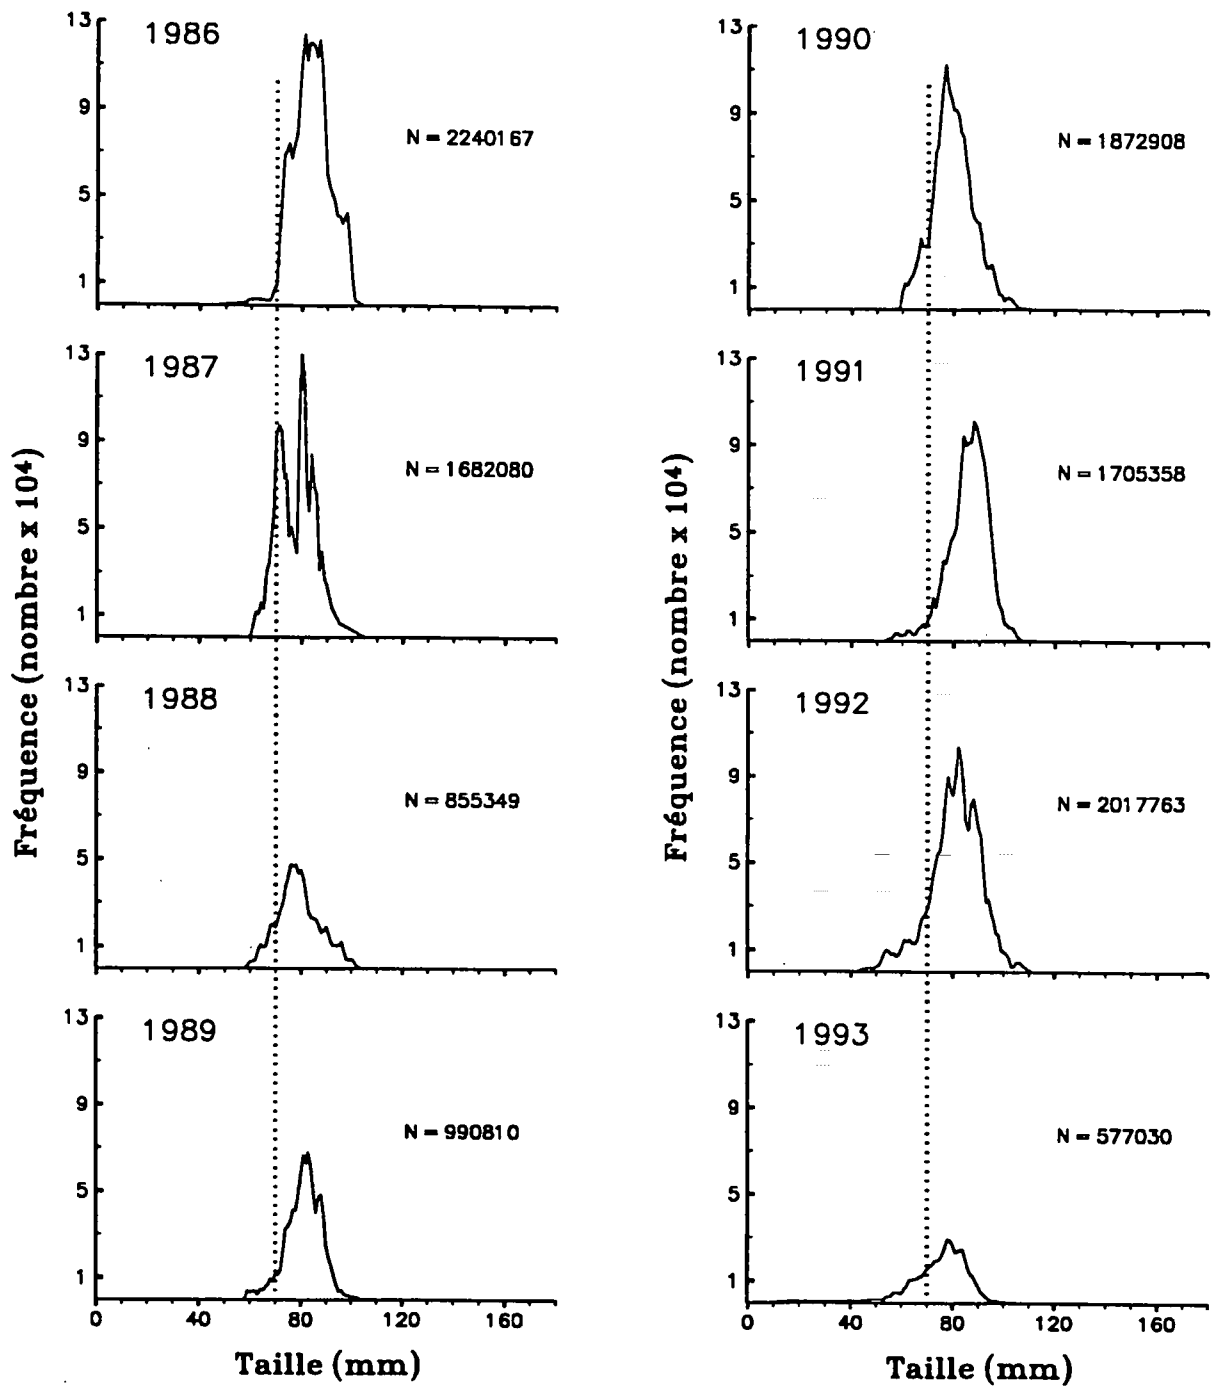 1986
13
9
5
1
N = 2240167
1987
13
9
5
1
N = 1682080
1988
13
9
5
1
N = 855349
1989
13
9
5
1
N = 990810
0 40 80 120 160
Taille (mm)
Fréquence (nombre x 10⁴)
1990
13
9
5
1
N = 1872908
1991
13
9
5
1
N = 1705358
1992
13
9
5
1
N = 2017763
1993
13
9
5
1
N = 577030
0 40 80 120 160
Taille (mm)
Fréquence (nombre x 10⁴)